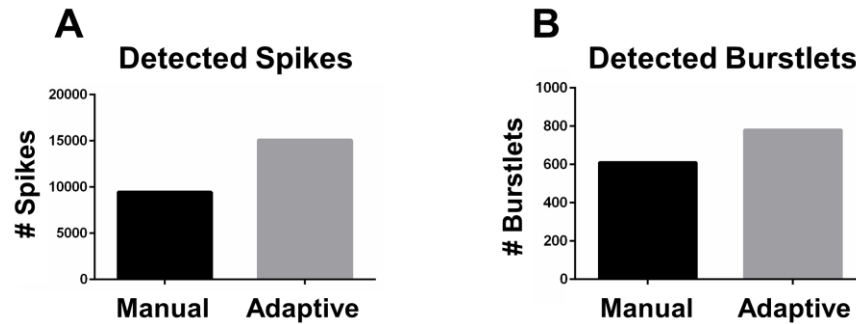 A
Detected Spikes
# Spikes
20000
15000
10000
5000
0
Manual
Adaptive
B
Detected Burstlets
# Burstlets
1000
800
600
400
200
0
Manual
Adaptive